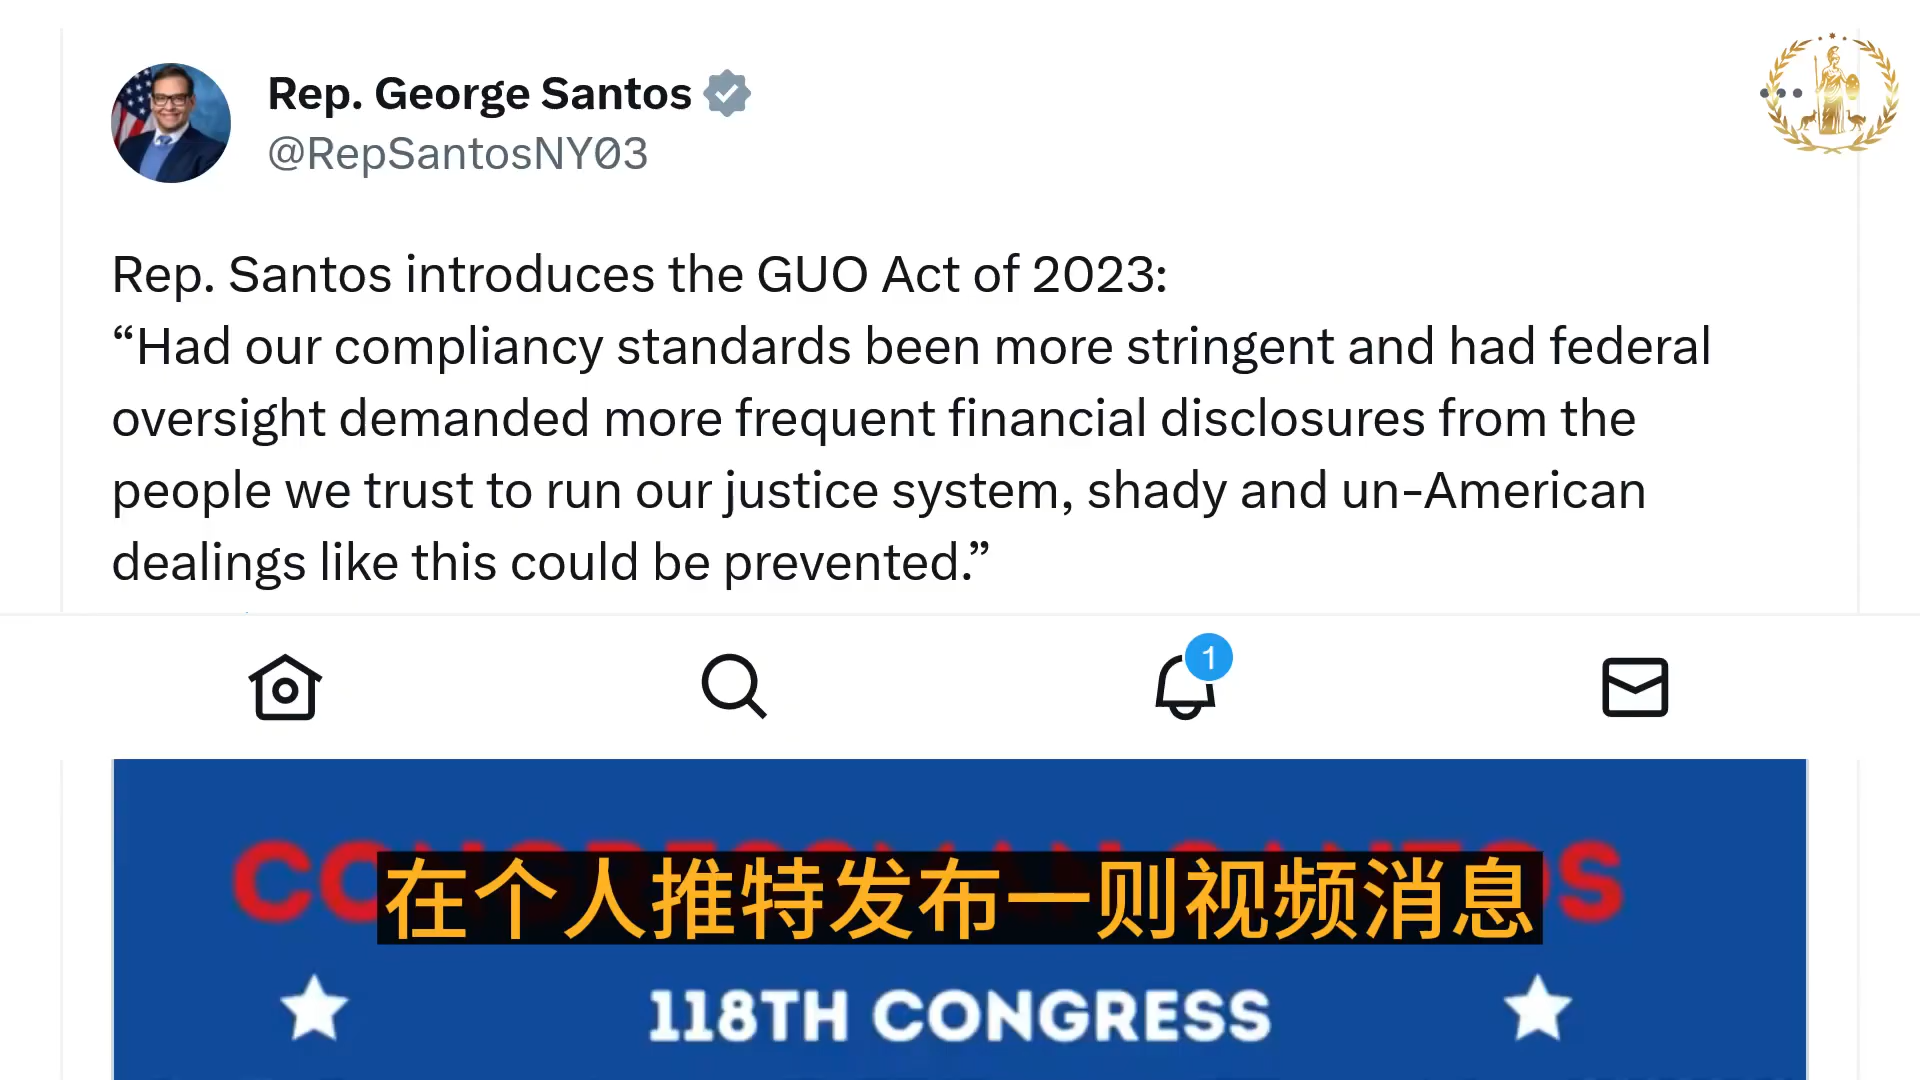 Rep. George Santos
@RepSantosNY03
Rep. Santos introduces the GUO Act of 2023:
“Had our compliancy standards been more stringent and had federal
oversight demanded more frequent financial disclosures from the
people we trust to run our justice system, shady and un-American
dealings like this could be prevented.”
1
在个人推特发布一则视频消息
118TH CONGRESS